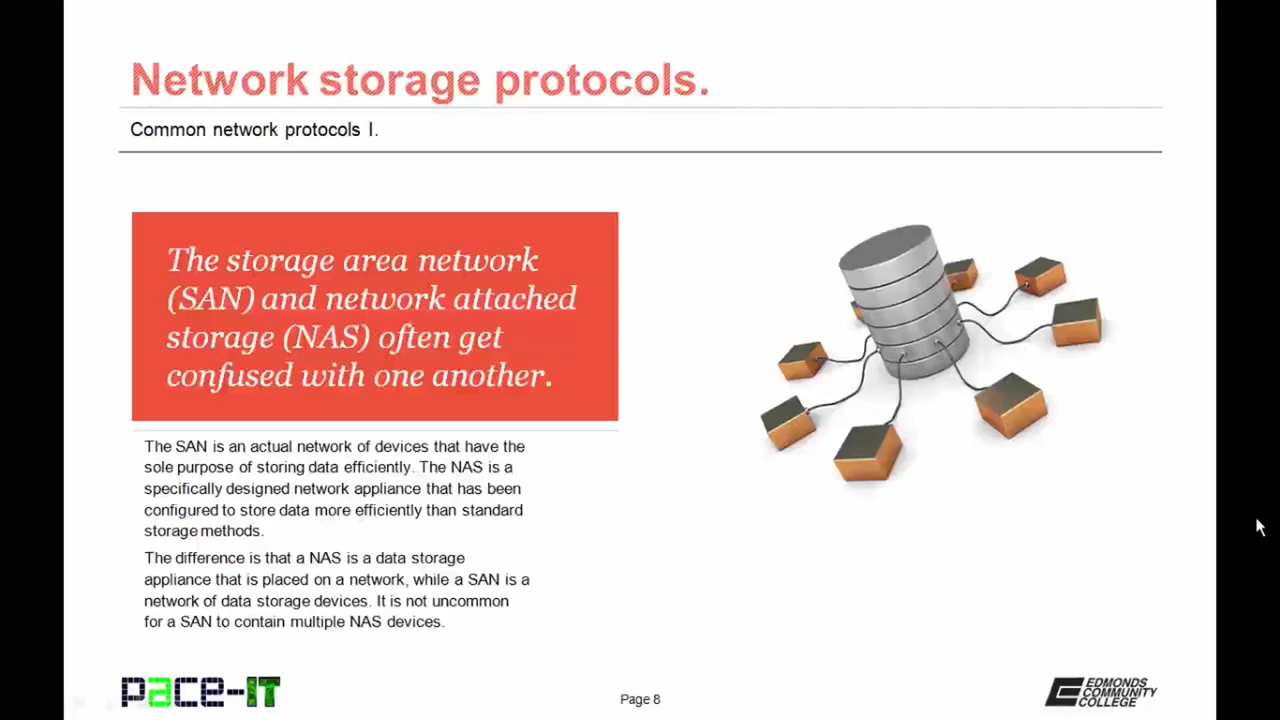 Network storage protocols.
Common network protocols I.
The storage area network
(SAN) and network attached
storage (NAS) often get
confused with one another.
The SAN is an actual network of devices that have the
sole purpose of storing data efficiently. The NAS is a
specifically designed network appliance that has been
configured to store data more efficiently than standard
storage methods.
The difference is that a NAS is a data storage
appliance that is placed on a network, while a SAN is a
network of data storage devices. It is not uncommon
for a SAN to contain multiple NAS devices.
pace-IT
Page 8
EDMONDS
COMMUNITY
COLLEGE